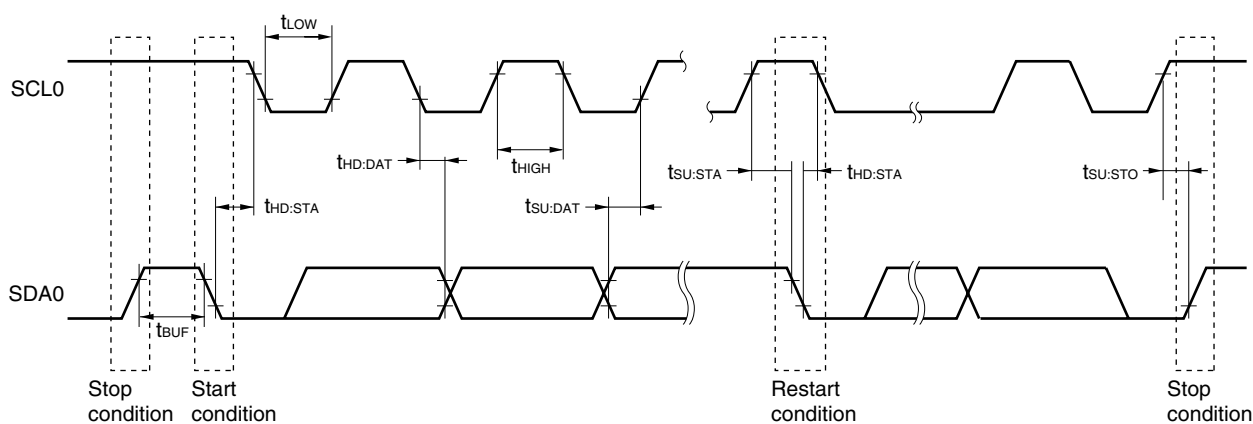 tLOW
SCL0
tHD:DAT
tHIGH
tSU:STA
tHD:STA
tSU:STO
tHD:STA
tSU:DAT
SDA0
tBUF
Stop
condition
Start
condition
Restart
condition
Stop
condition